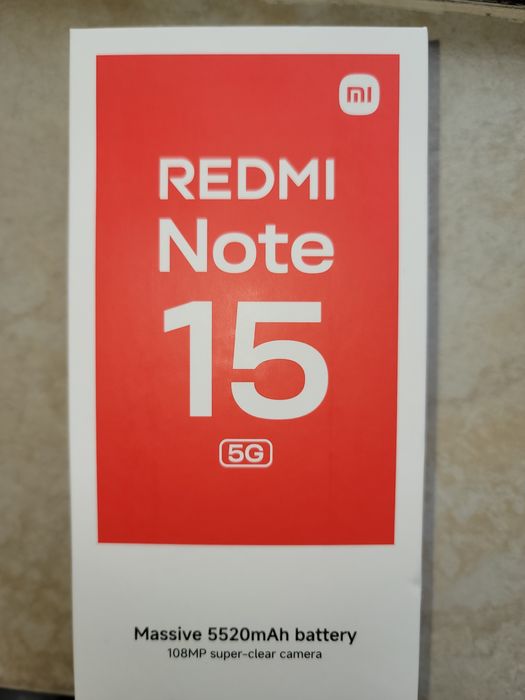 mi
REDMI
Note
15
5G
Massive 5520mAh battery
108MP super-clear camera